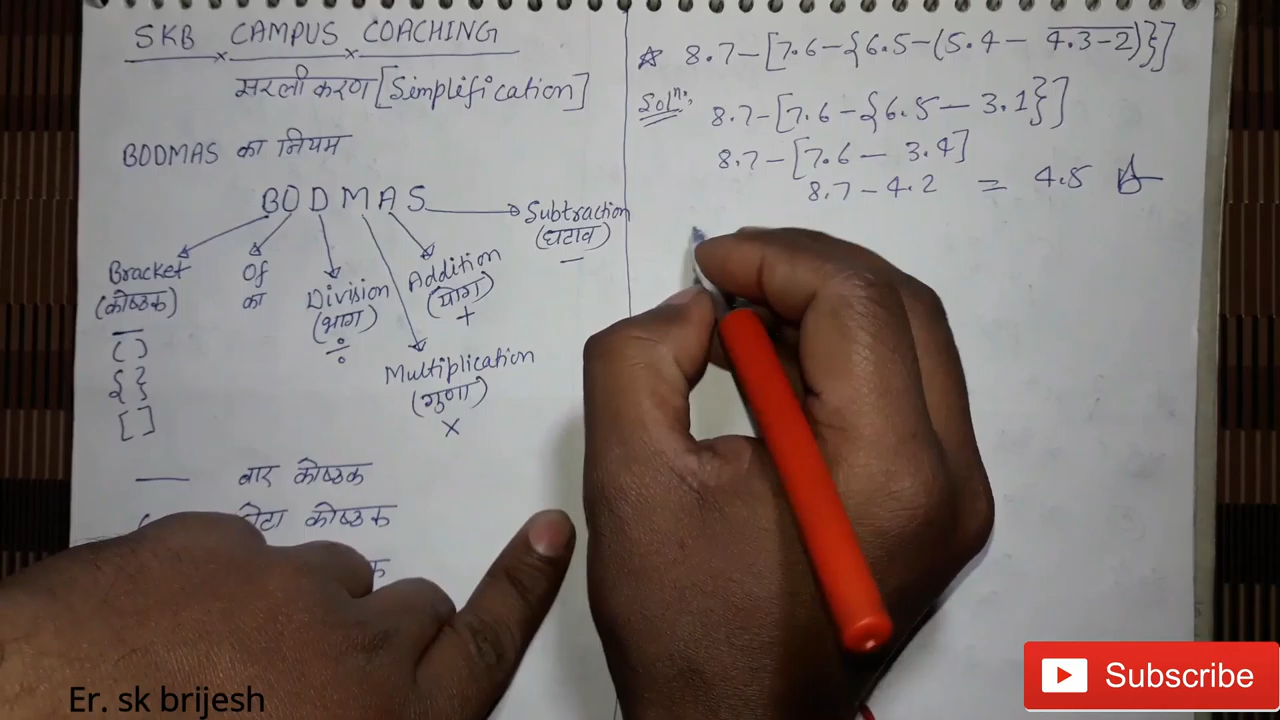 SKB CAMPUS COACHING
सरलीकरण [Simplification]
BODMAS का नियम
BODMAS
Subtraction
(घटाव)
—
Bracket
(कोष्ठक)
—
()
{}
[]
Of
का
Division
(भाग)
÷
Addition
(योग)
+
Multiplication
(गुणा)
×
— बार कोष्ठक
कोष्ठक
क
☆ 8.7-[7.6-{6.5-(5.4-4.3-2)}]
Solⁿ. 8.7-[7.6-{6.5-3.1}]
8.7-[7.6-3.4]
8.7-4.2 = 4.5
Er. sk brijesh
Subscribe